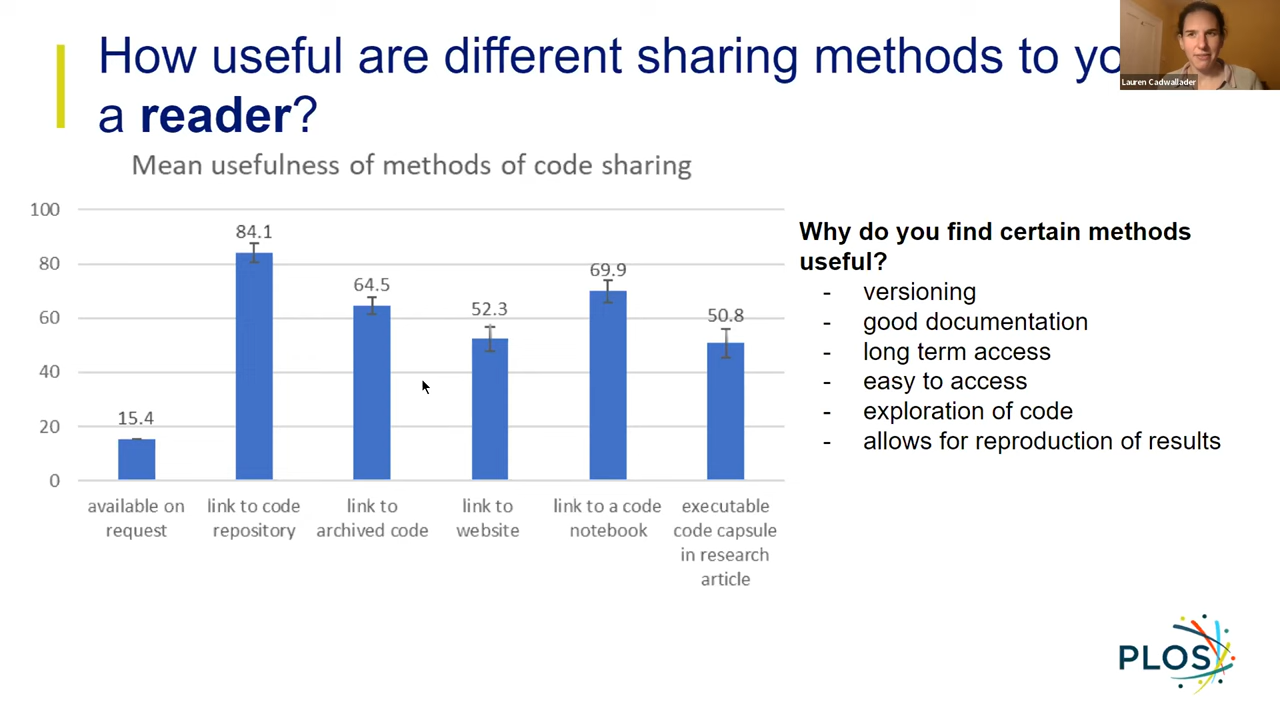 How useful are different sharing methods to
a reader?
Lauren Cadwallader
Mean usefulness of methods of code sharing
100
80
60
40
20
0
15.4
84.1
64.5
52.3
69.9
50.8
available on
request
link to code
repository
link to
archived code
link to
website
link to a code
notebook
executable
code capsule
in research
article
Why do you find certain methods
useful?
- versioning
- good documentation
- long term access
- easy to access
- exploration of code
- allows for reproduction of results
PLOS